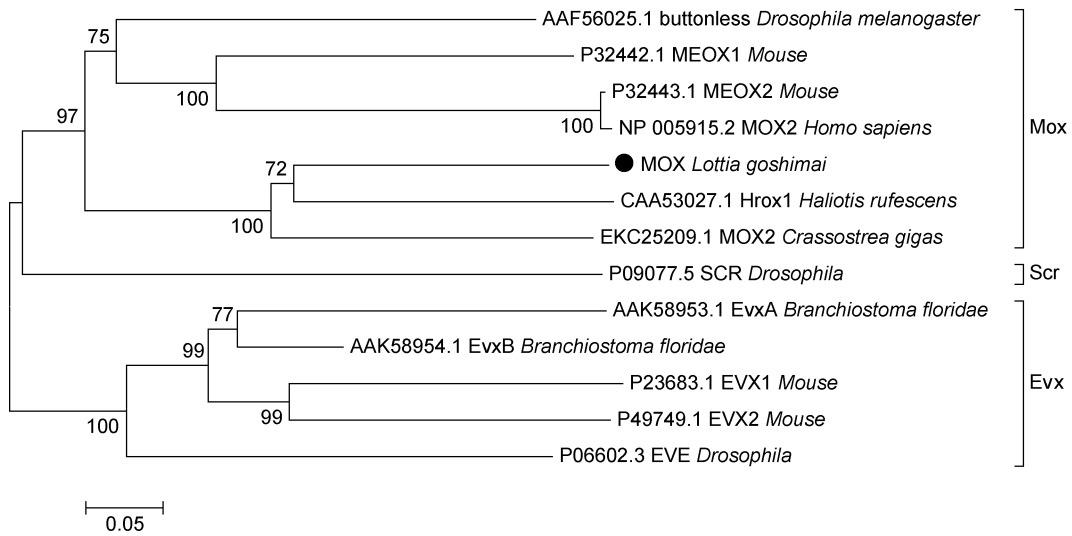 AAF56025.1 buttonless Drosophila melanogaster
75
P32442.1 MEOX1 Mouse
P32443.1 MEOX2 Mouse
100
97
100
NP 005915.2 MOX2 Homo sapiens
Mox
MOX Lottia goshimai
72
CAA53027.1 Hrox1 Haliotis rufescens
100
EKC25209.1 MOX2 Crassostrea gigas
P09077.5 SCR Drosophila
Scr
AAK58953.1 EvxA Branchiostoma floridae
77
AAK58954.1 EvxB Branchiostoma floridae
99
P23683.1 EVX1 Mouse
Evx
99
P49749.1 EVX2 Mouse
100
P06602.3 EVE Drosophila
0.05